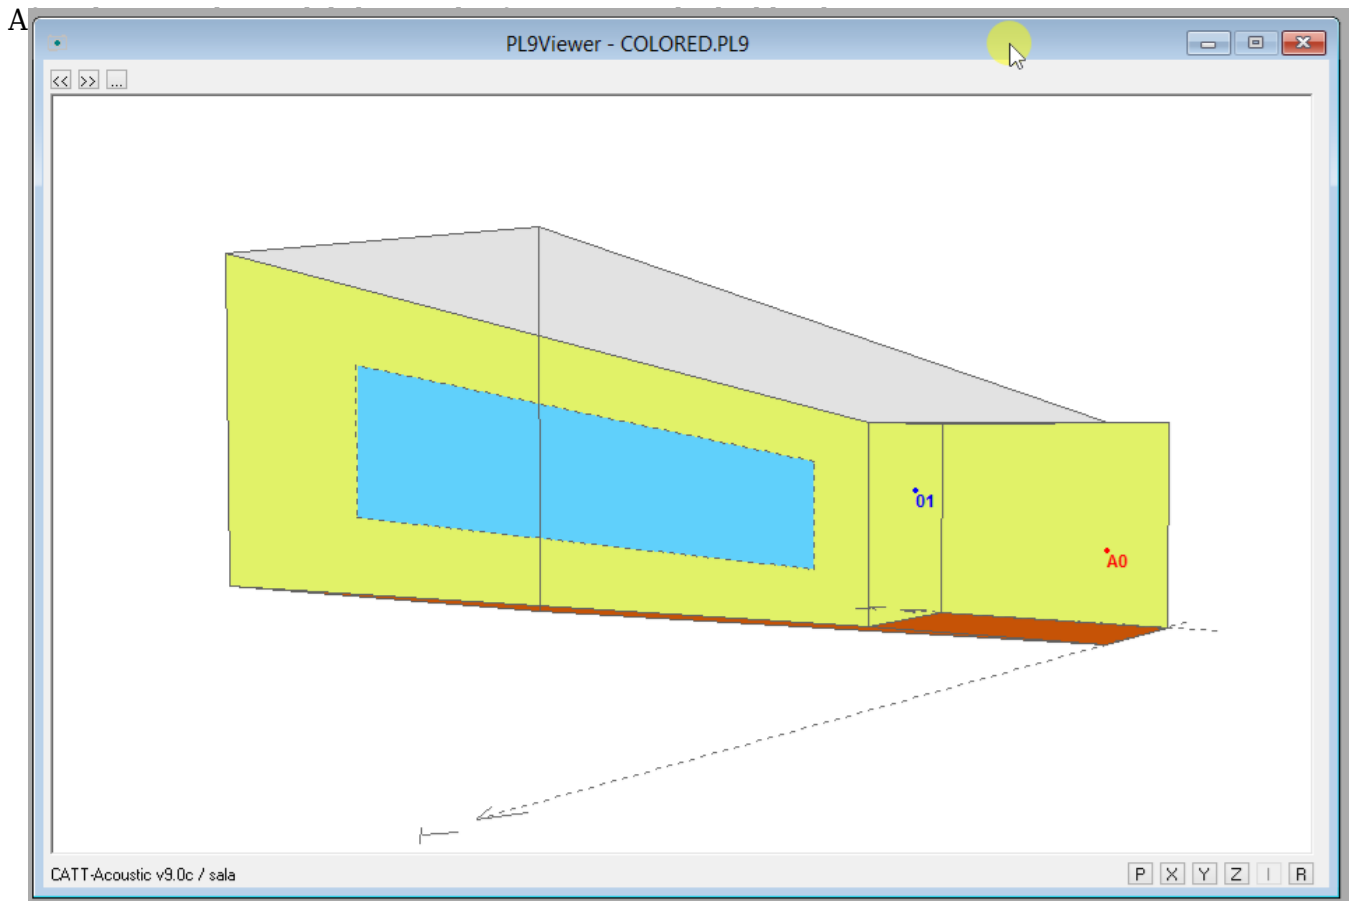 A
PL9Viewer - COLORED.PL9
<< >> ...
01
A0
CATT-Acoustic v9.0c / sala
P X Y Z I R